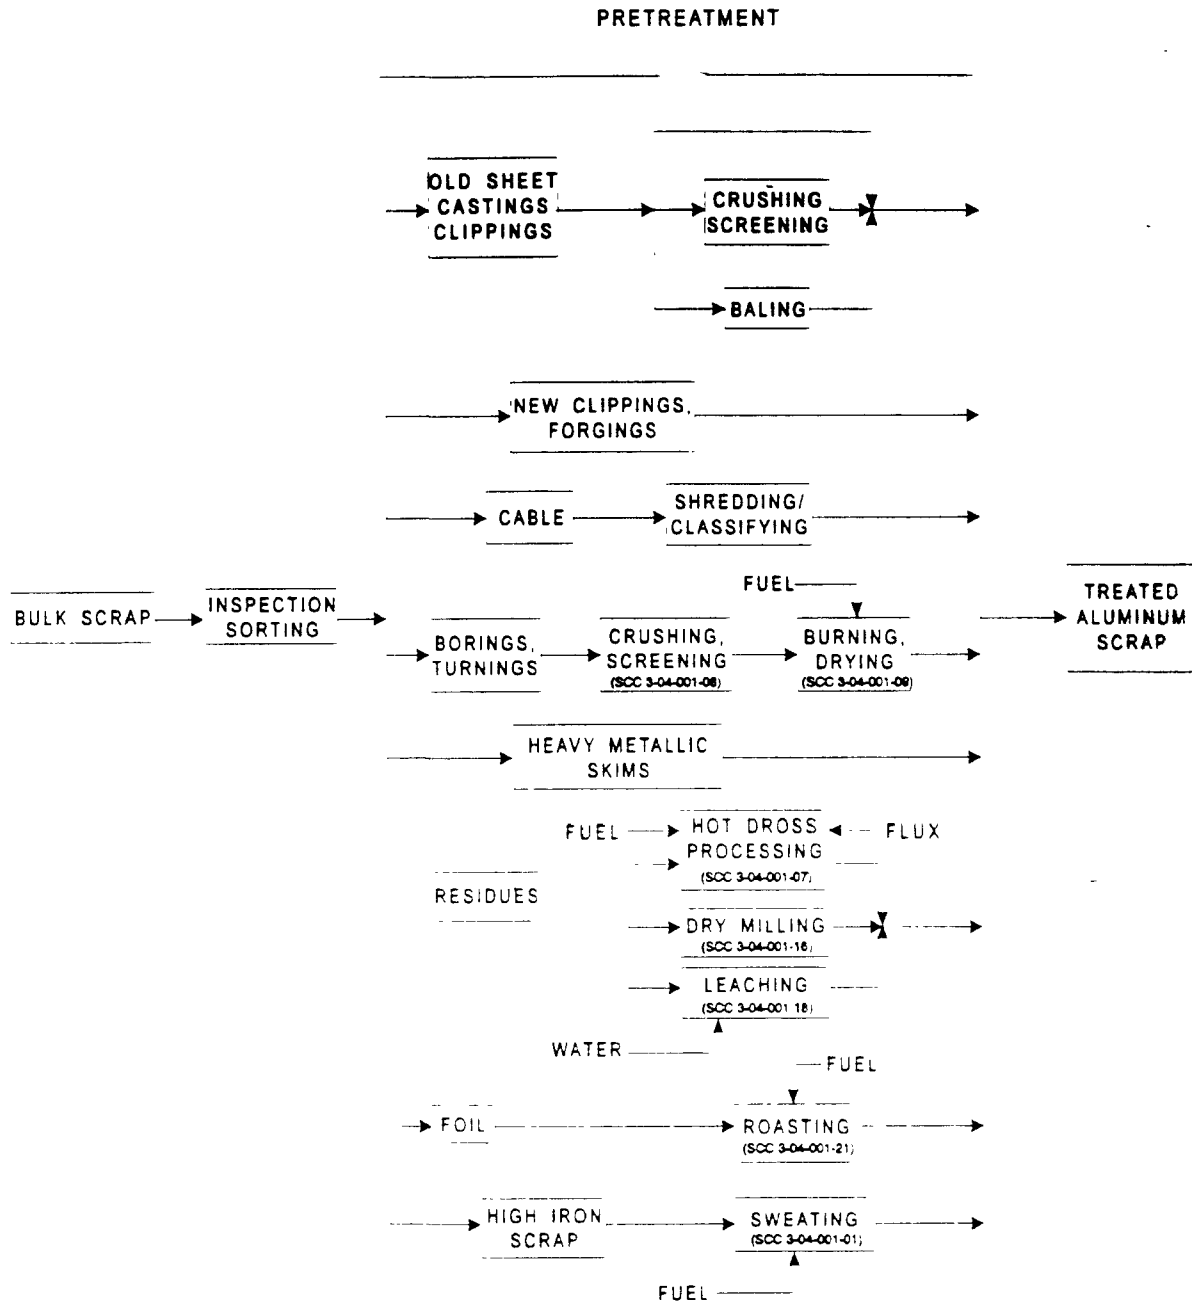 PRETREATMENT
OLD SHEET
CASTINGS
CLIPPINGS
CRUSHING
SCREENING
BALING
NEW CLIPPINGS,
FORGINGS
CABLE
SHREDDING/
CLASSIFYING
BULK SCRAP
INSPECTION
SORTING
FUEL
BORINGS,
TURNINGS
CRUSHING,
SCREENING
(SCC 3-04-001-08)
BURNING,
DRYING
(SCC 3-04-001-09)
TREATED
ALUMINUM
SCRAP
HEAVY METALLIC
SKIMS
RESIDUES
FUEL
HOT DROSS
PROCESSING
(SCC 3-04-001-07)
FLUX
DRY MILLING
(SCC 3-04-001-16)
LEACHING
(SCC 3-04-001 18)
WATER
FUEL
FOIL
ROASTING
(SCC 3-04-001-21)
HIGH IRON
SCRAP
SWEATING
(SCC 3-04-001-01)
FUEL